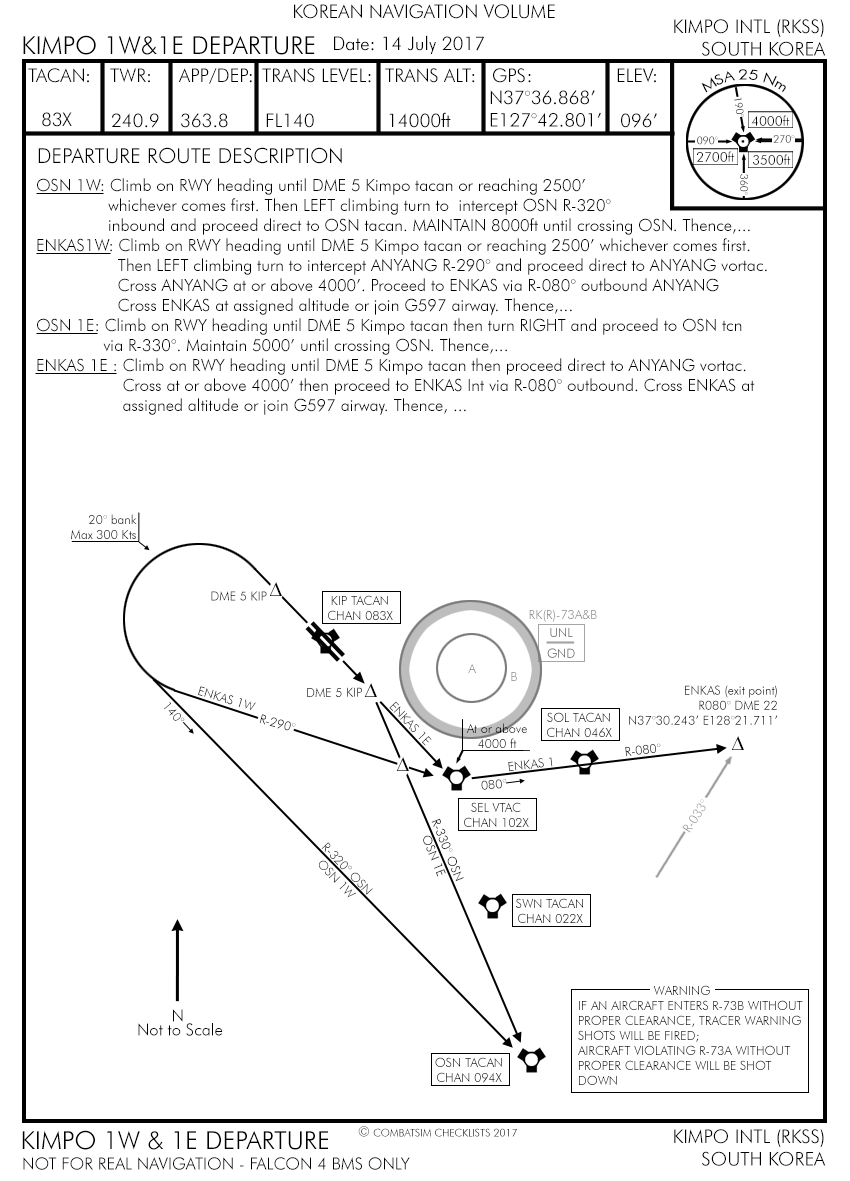 KOREAN NAVIGATION VOLUME
KIMPO 1W&1E DEPARTURE Date: 14 July 2017
KIMPO INTL (RKSS)
SOUTH KOREA
TACAN: TWR: APP/DEP: TRANS LEVEL: TRANS ALT: GPS: ELEV:
N37°36.868’
83X 240.9 363.8 FL140 14000ft E127°42.801’ 096’
MSA 25 Nm
190°
4000ft
090° 270°
2700ft 3500ft
360°
DEPARTURE ROUTE DESCRIPTION
OSN 1W: Climb on RWY heading until DME 5 Kimpo tacan or reaching 2500’
whichever comes first. Then LEFT climbing turn to intercept OSN R-320°
inbound and proceed direct to OSN tacan. MAINTAIN 8000ft until crossing OSN. Thence,...
ENKAS1W: Climb on RWY heading until DME 5 Kimpo tacan or reaching 2500’ whichever comes first.
Then LEFT climbing turn to intercept ANYANG R-290° and proceed direct to ANYANG vortac.
Cross ANYANG at or above 4000’. Proceed to ENKAS via R-080° outbound ANYANG
Cross ENKAS at assigned altitude or join G597 airway. Thence,...
OSN 1E: Climb on RWY heading until DME 5 Kimpo tacan then turn RIGHT and proceed to OSN tcn
via R-330°. Maintain 5000’ until crossing OSN. Thence,...
ENKAS 1E : Climb on RWY heading until DME 5 Kimpo tacan then proceed direct to ANYANG vortac.
Cross at or above 4000’ then proceed to ENKAS Int via R-080° outbound. Cross ENKAS at
assigned altitude or join G597 airway. Thence, ...
20° bank
Max 300 Kts
DME 5 KIP
KIP TACAN
CHAN 083X
RK(R)-73A&B
UNL
GND
A
B
DME 5 KIP
ENKAS 1W
R-290°
140°
ENKAS 1E
At or above
4000 ft
SOL TACAN
CHAN 046X
ENKAS (exit point)
R080° DME 22
N37°30.243’ E128°21.711’
ENKAS 1
R-080°
080°
SEL VTAC
CHAN 102X
R-033°
R-330° OSN
OSN 1E
R-320° OSN
OSN 1W
SWN TACAN
CHAN 022X
N
Not to Scale
OSN TACAN
CHAN 094X
WARNING
IF AN AIRCRAFT ENTERS R-73B WITHOUT
PROPER CLEARANCE, TRACER WARNING
SHOTS WILL BE FIRED;
AIRCRAFT VIOLATING R-73A WITHOUT
PROPER CLEARANCE WILL BE SHOT
DOWN
KIMPO 1W & 1E DEPARTURE
© COMBATSIM CHECKLISTS 2017
KIMPO INTL (RKSS)
NOT FOR REAL NAVIGATION - FALCON 4 BMS ONLY
SOUTH KOREA